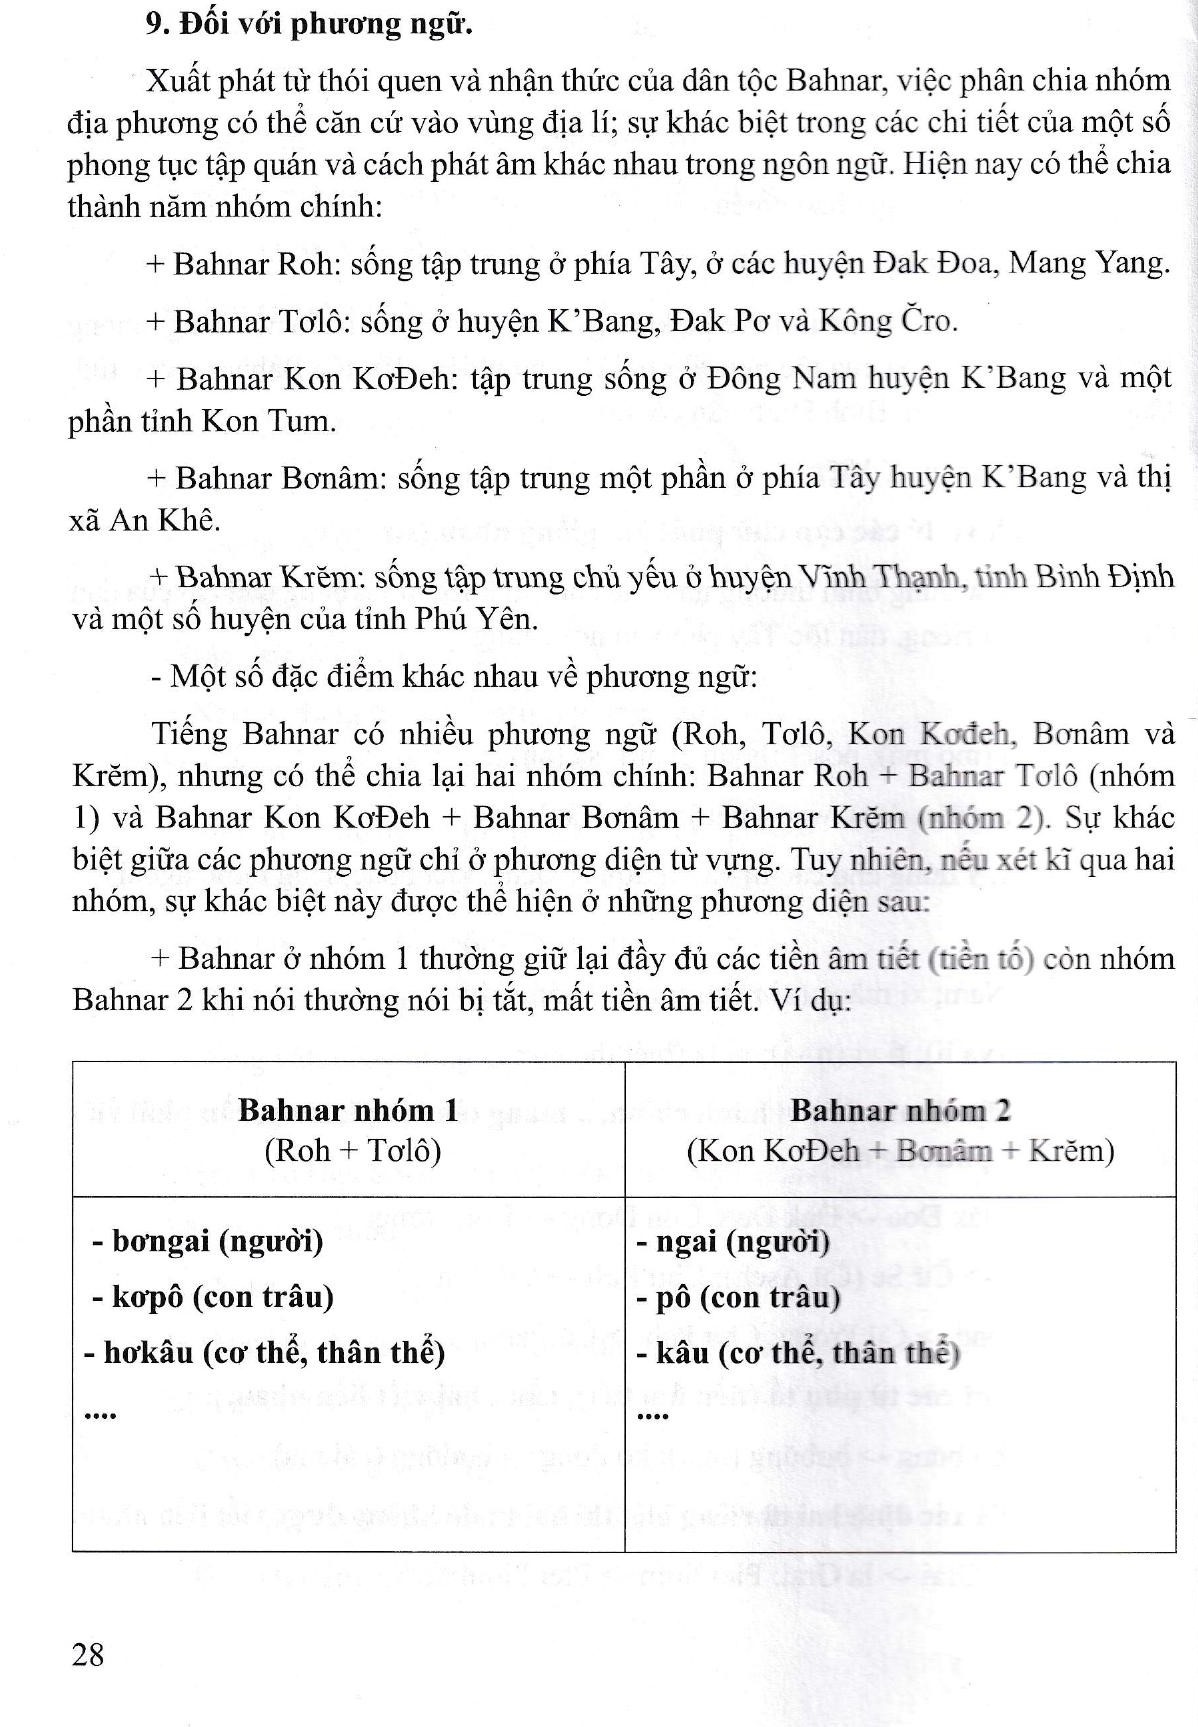 9. Đối với phương ngữ.
Xuất phát từ thói quen và nhận thức của dân tộc Bahnar, việc phân chia nhóm
địa phương có thể căn cứ vào vùng địa lí; sự khác biệt trong các chi tiết của một số
phong tục tập quán và cách phát âm khác nhau trong ngôn ngữ. Hiện nay có thể chia
thành năm nhóm chính:
+ Bahnar Roh: sống tập trung ở phía Tây, ở các huyện Đak Đoa, Mang Yang.
+ Bahnar Tơlô: sống ở huyện K’Bang, Đak Pơ và Kông Čro.
+ Bahnar Kon KơĐeh: tập trung sống ở Đông Nam huyện K’Bang và một
phần tỉnh Kon Tum.
+ Bahnar Bơnâm: sống tập trung một phần ở phía Tây huyện K’Bang và thị
xã An Khê.
+ Bahnar Krĕm: sống tập trung chủ yếu ở huyện Vĩnh Thạnh, tỉnh Bình Định
và một số huyện của tỉnh Phú Yên.
- Một số đặc điểm khác nhau về phương ngữ:
Tiếng Bahnar có nhiều phương ngữ (Roh, Tơlô, Kon Kơđeh, Bơnâm và
Krĕm), nhưng có thể chia lại hai nhóm chính: Bahnar Roh + Bahnar Tơlô (nhóm
1) và Bahnar Kon KơĐeh + Bahnar Bơnâm + Bahnar Krĕm (nhóm 2). Sự khác
biệt giữa các phương ngữ chỉ ở phương diện từ vựng. Tuy nhiên, nếu xét kĩ qua hai
nhóm, sự khác biệt này được thể hiện ở những phương diện sau:
+ Bahnar ở nhóm 1 thường giữ lại đầy đủ các tiền âm tiết (tiền tố) còn nhóm
Bahnar 2 khi nói thường nói bị tắt, mất tiền âm tiết. Ví dụ:
Bahnar nhóm 1
(Roh + Tơlô)
Bahnar nhóm 2
(Kon KơĐeh + Bơnâm + Krĕm)
- bơngai (người)
- kơpô (con trâu)
- hơkâu (cơ thể, thân thể)
....
- ngai (người)
- pô (con trâu)
- kâu (cơ thể, thân thể)
....
28